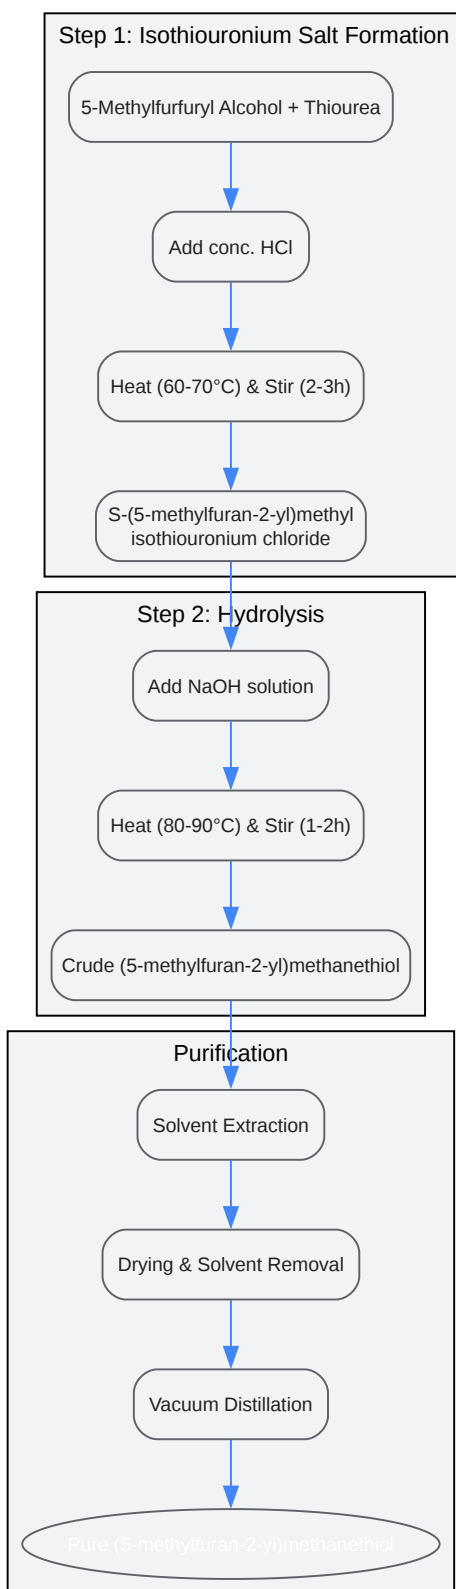 Step 1: Isothiouronium Salt Formation
5-Methylfurfuryl Alcohol + Thiourea
Add conc. HCl
Heat (60-70°C) & Stir (2-3h)
S-(5-methylfuran-2-yl)methyl
isothiouronium chloride
Step 2: Hydrolysis
Add NaOH solution
Heat (80-90°C) & Stir (1-2h)
Crude (5-methylfuran-2-yl)methanethiol
Purification
Solvent Extraction
Drying & Solvent Removal
Vacuum Distillation
Pure (5-methylfuran-2-yl)methanethiol